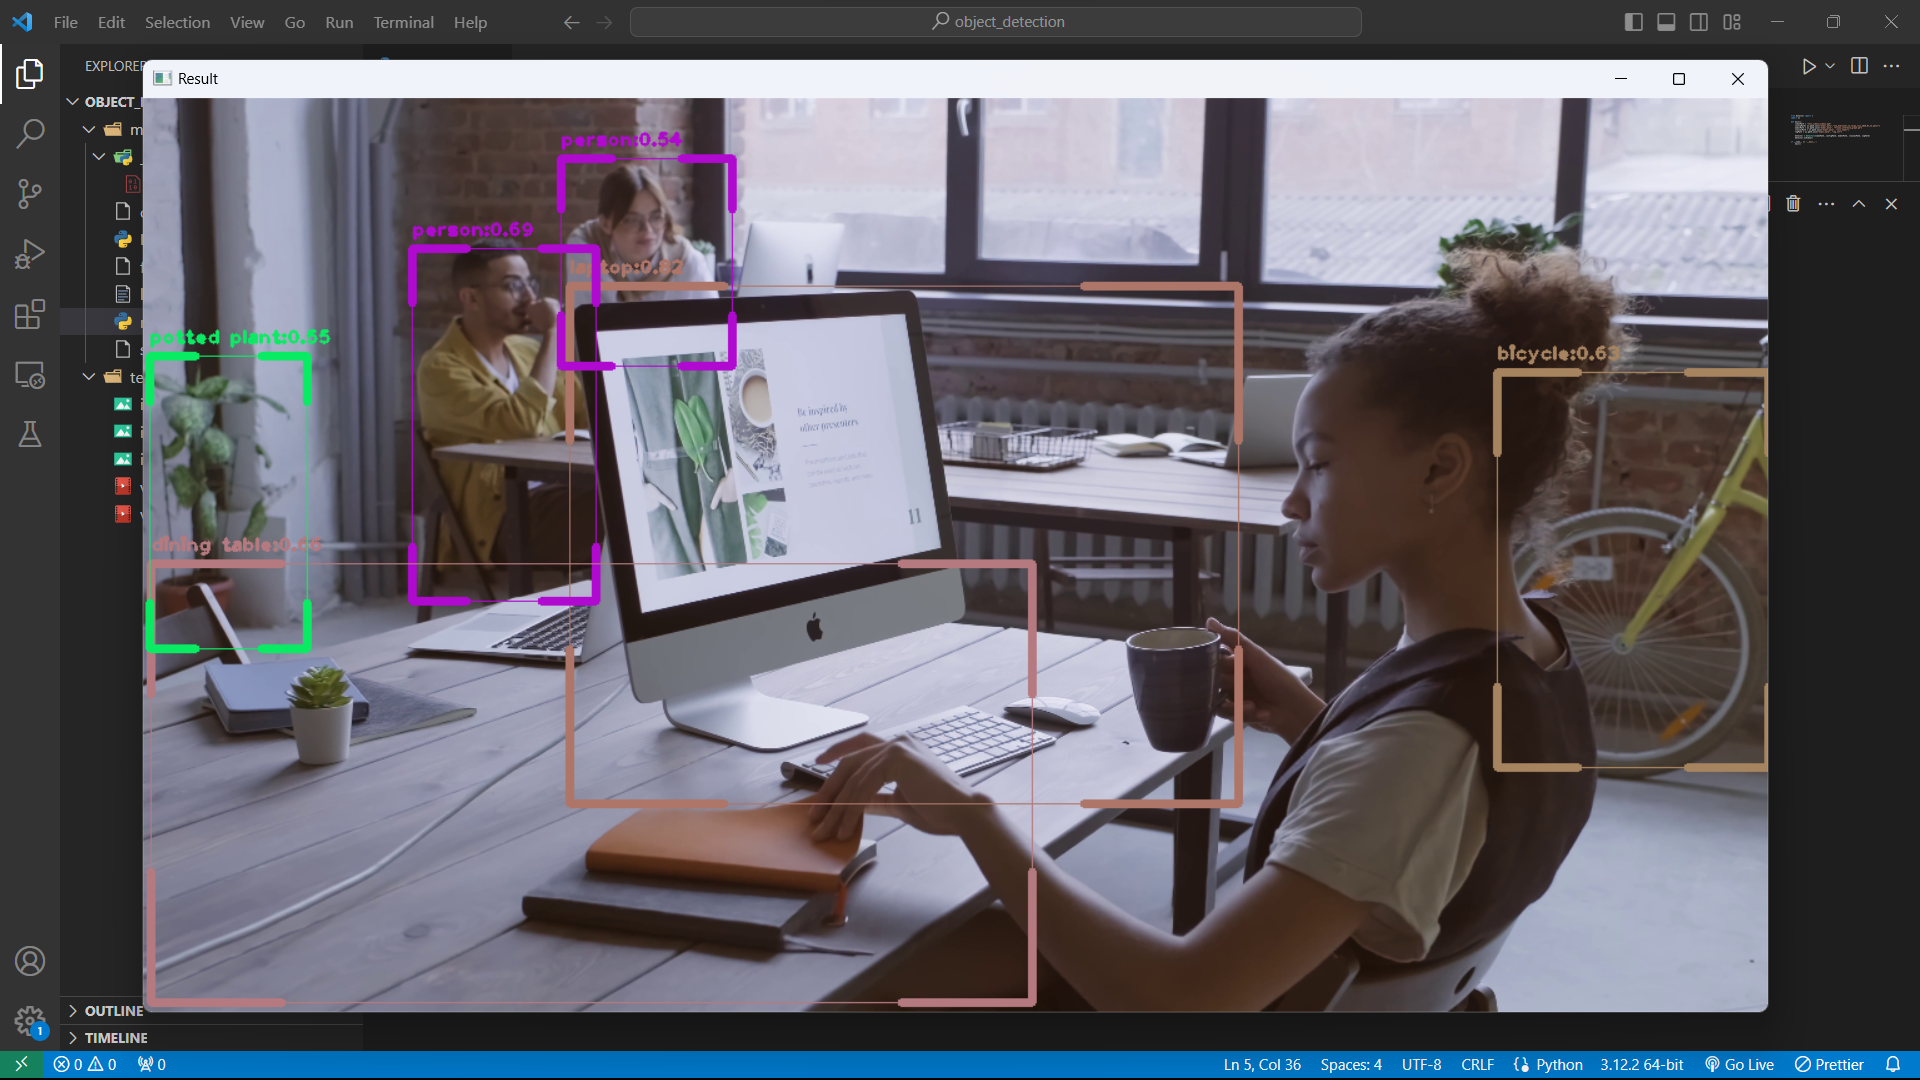 File Edit Selection View Go Run Terminal Help
object_detection
EXPLORER
Result
OBJECT_
m
te
person:0.54
person:0.69
laptop:0.82
potted plant:0.55
bicycle:0.63
Be inspired by
other presenters
11
dining table:0.66
OUTLINE
TIMELINE
1
0 0 0
Ln 5, Col 36 Spaces: 4 UTF-8 CRLF Python 3.12.2 64-bit Go Live Prettier